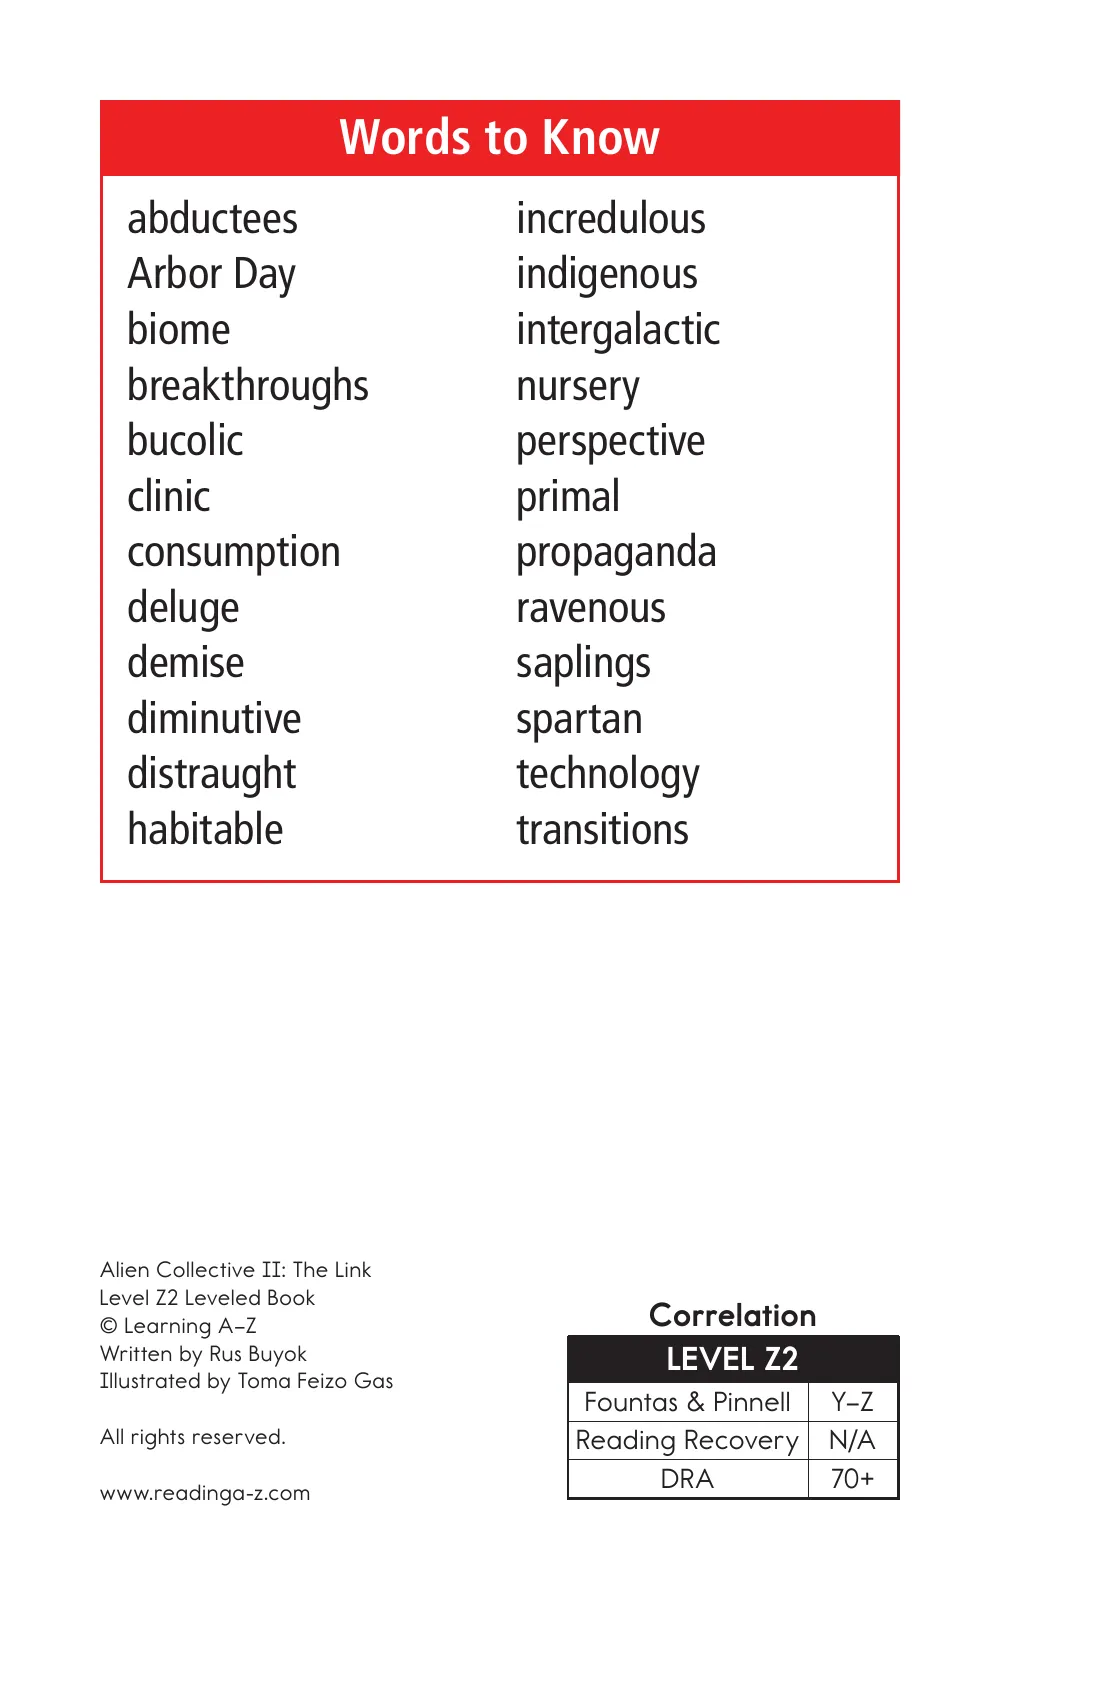 Words to Know
abductees
Arbor Day
biome
breakthroughs
bucolic
clinic
consumption
deluge
demise
diminutive
distraught
habitable
incredulous
indigenous
intergalactic
nursery
perspective
primal
propaganda
ravenous
saplings
spartan
technology
transitions
Alien Collective II: The Link
Level Z2 Leveled Book
© Learning A–Z
Written by Rus Buyok
Illustrated by Toma Feizo Gas
All rights reserved.
www.readinga-z.com
Correlation
LEVEL Z2
Fountas & Pinnell Y–Z
Reading Recovery N/A
DRA 70+